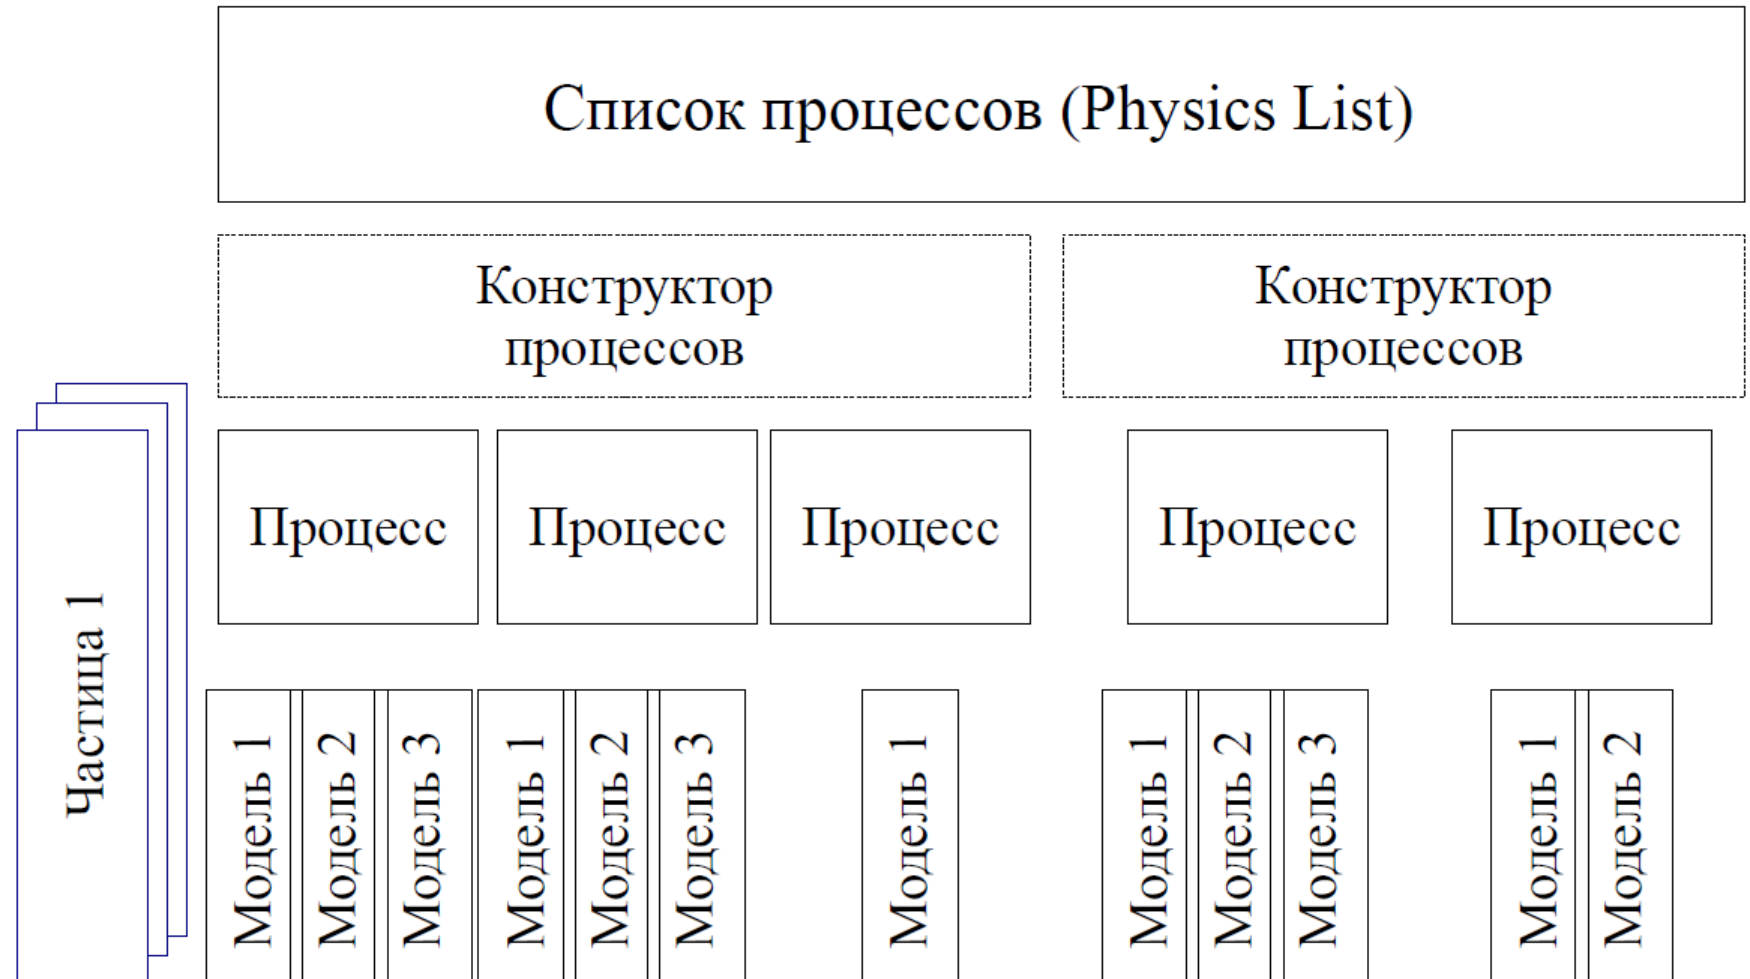 Список процессов (Physics List)
Конструктор
процессов
Конструктор
процессов
Процесс
Процесс
Процесс
Процесс
Процесс
Частица 1
Модель 1
Модель 2
Модель 3
Модель 1
Модель 2
Модель 3
Модель 1
Модель 1
Модель 2
Модель 3
Модель 1
Модель 2